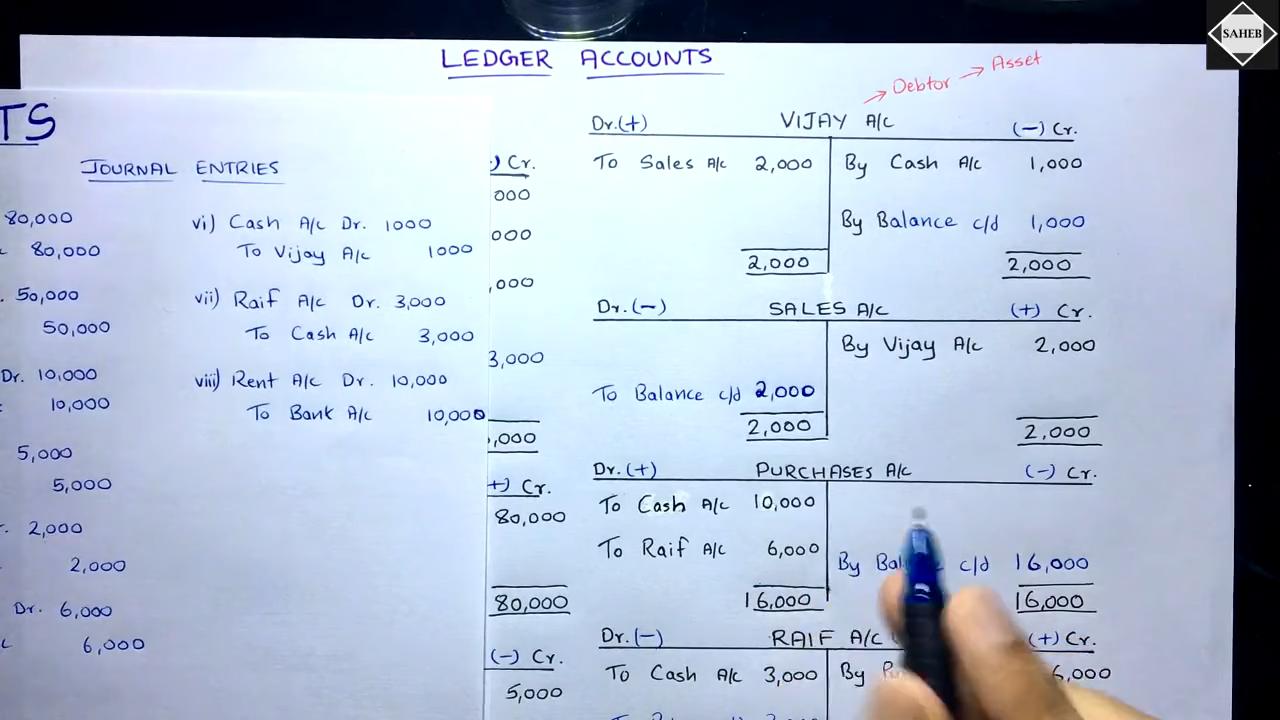 SAHEB
LEDGER ACCOUNTS
→ Debtor → Asset
TS
JOURNAL ENTRIES
80,000
80,000
50,000
50,000
Dr. 10,000
10,000
5,000
5,000
2,000
2,000
Dr. 6,000
6,000
vi) Cash A/c Dr. 1000
To Vijay A/c 1000
vii) Raif A/c Dr. 3,000
To Cash A/c 3,000
viii) Rent A/c Dr. 10,000
To Bank A/c 10,000
) Cr.
000
000
,000
3,000
,000
+) Cr.
80,000
80,000
(-) Cr.
5,000
Dr. (+) VIJAY A/c (-) Cr.
To Sales A/c 2,000 By Cash A/c 1,000
By Balance c/d 1,000
2,000 2,000
Dr. (-) SALES A/c (+) Cr.
By Vijay A/c 2,000
To Balance c/d 2,000
2,000 2,000
Dr. (+) PURCHASES A/c (-) Cr.
To Cash A/c 10,000
To Raif A/c 6,000
By c/d 16,000
16,000 16,000
Dr. (-) RAIF A/c (+) Cr.
To Cash A/c 3,000 By 6,000